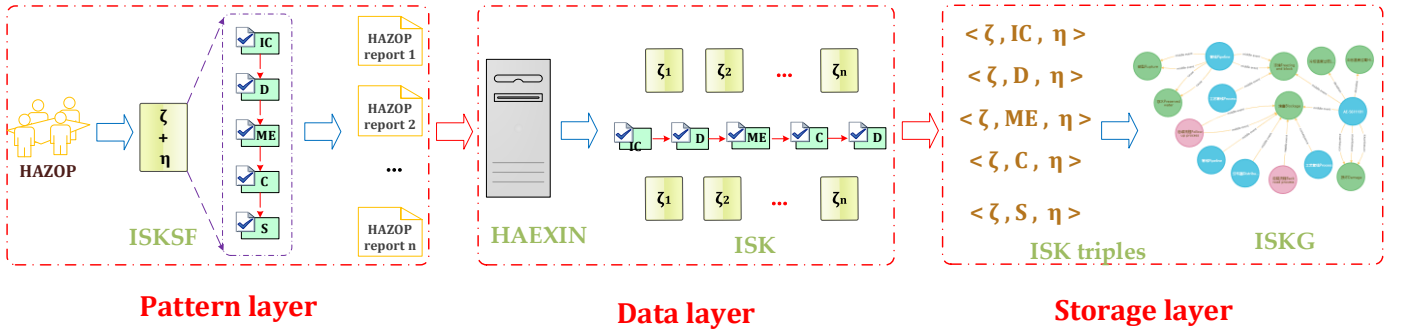 HAZOP
ζ
+
η
ISKSF
IC
D
ME
C
S
HAZOP
report 1
HAZOP
report 2
...
HAZOP
report n
Pattern layer
HAEXIN
ζ1 ζ2 ... ζn
IC D ME C D
ζ1 ζ2 ... ζn
ISK
Data layer
< ζ , IC , η >
< ζ , D , η >
< ζ , ME , η >
< ζ , C , η >
< ζ , S , η >
ISK triples
ISKG
Storage layer